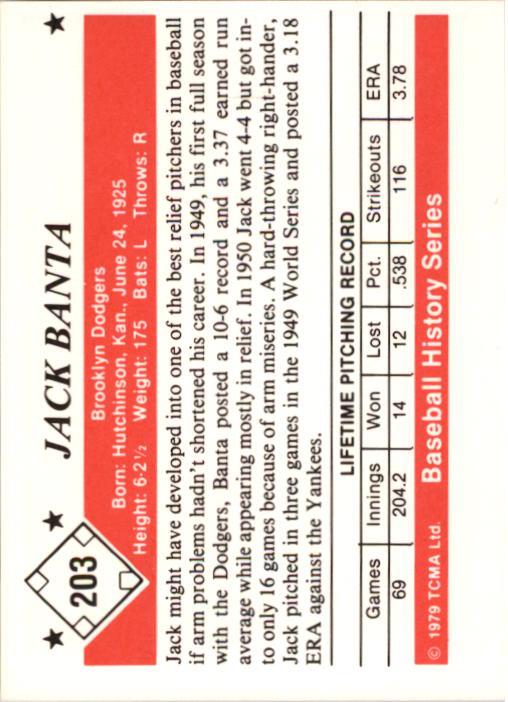 203
JACK BANTA
Brooklyn Dodgers
Born: Hutchinson, Kan., June 24, 1925
Height: 6-2½ Weight: 175 Bats: L Throws: R
Jack might have developed into one of the best relief pitchers in baseball
if arm problems hadn't shortened his career. In 1949, his first full season
with the Dodgers, Banta posted a 10-6 record and a 3.37 earned run
average while appearing mostly in relief. In 1950 Jack went 4-4 but got in-
to only 16 games because of arm miseries. A hard-throwing right-hander,
Jack pitched in three games in the 1949 World Series and posted a 3.18
ERA against the Yankees.
LIFETIME PITCHING RECORD
Games Innings Won Lost Pct. Strikeouts ERA
69 204.2 14 12 .538 116 3.78
© 1979 TCMA Ltd. Baseball History Series